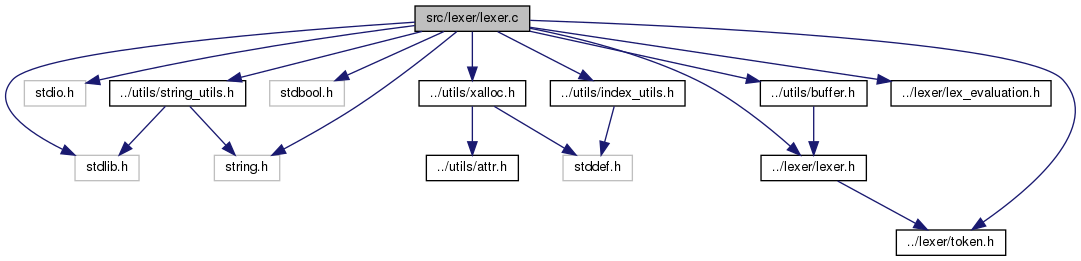 src/lexer/lexer.c
stdio.h
../utils/string_utils.h
stdbool.h
../utils/xalloc.h
../utils/index_utils.h
../utils/buffer.h
../lexer/lex_evaluation.h
stdlib.h
string.h
../utils/attr.h
stddef.h
../lexer/lexer.h
../lexer/token.h